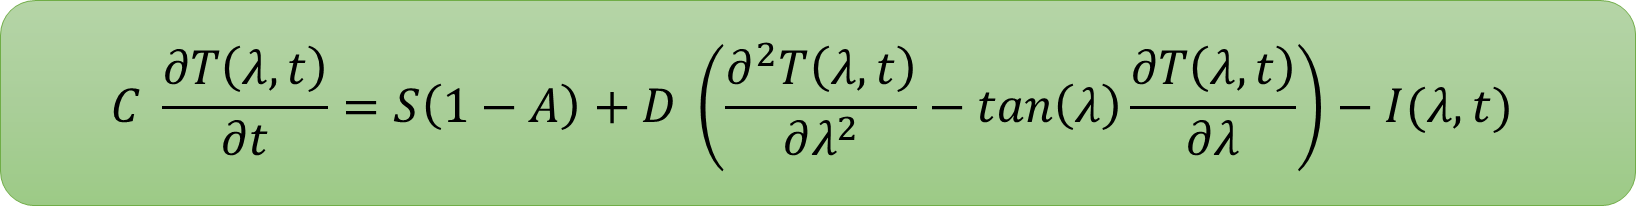 C ∂T(λ, t)/∂t = S(1 − A) + D (∂²T(λ, t)/∂λ² − tan(λ) ∂T(λ, t)/∂λ) − I(λ, t)